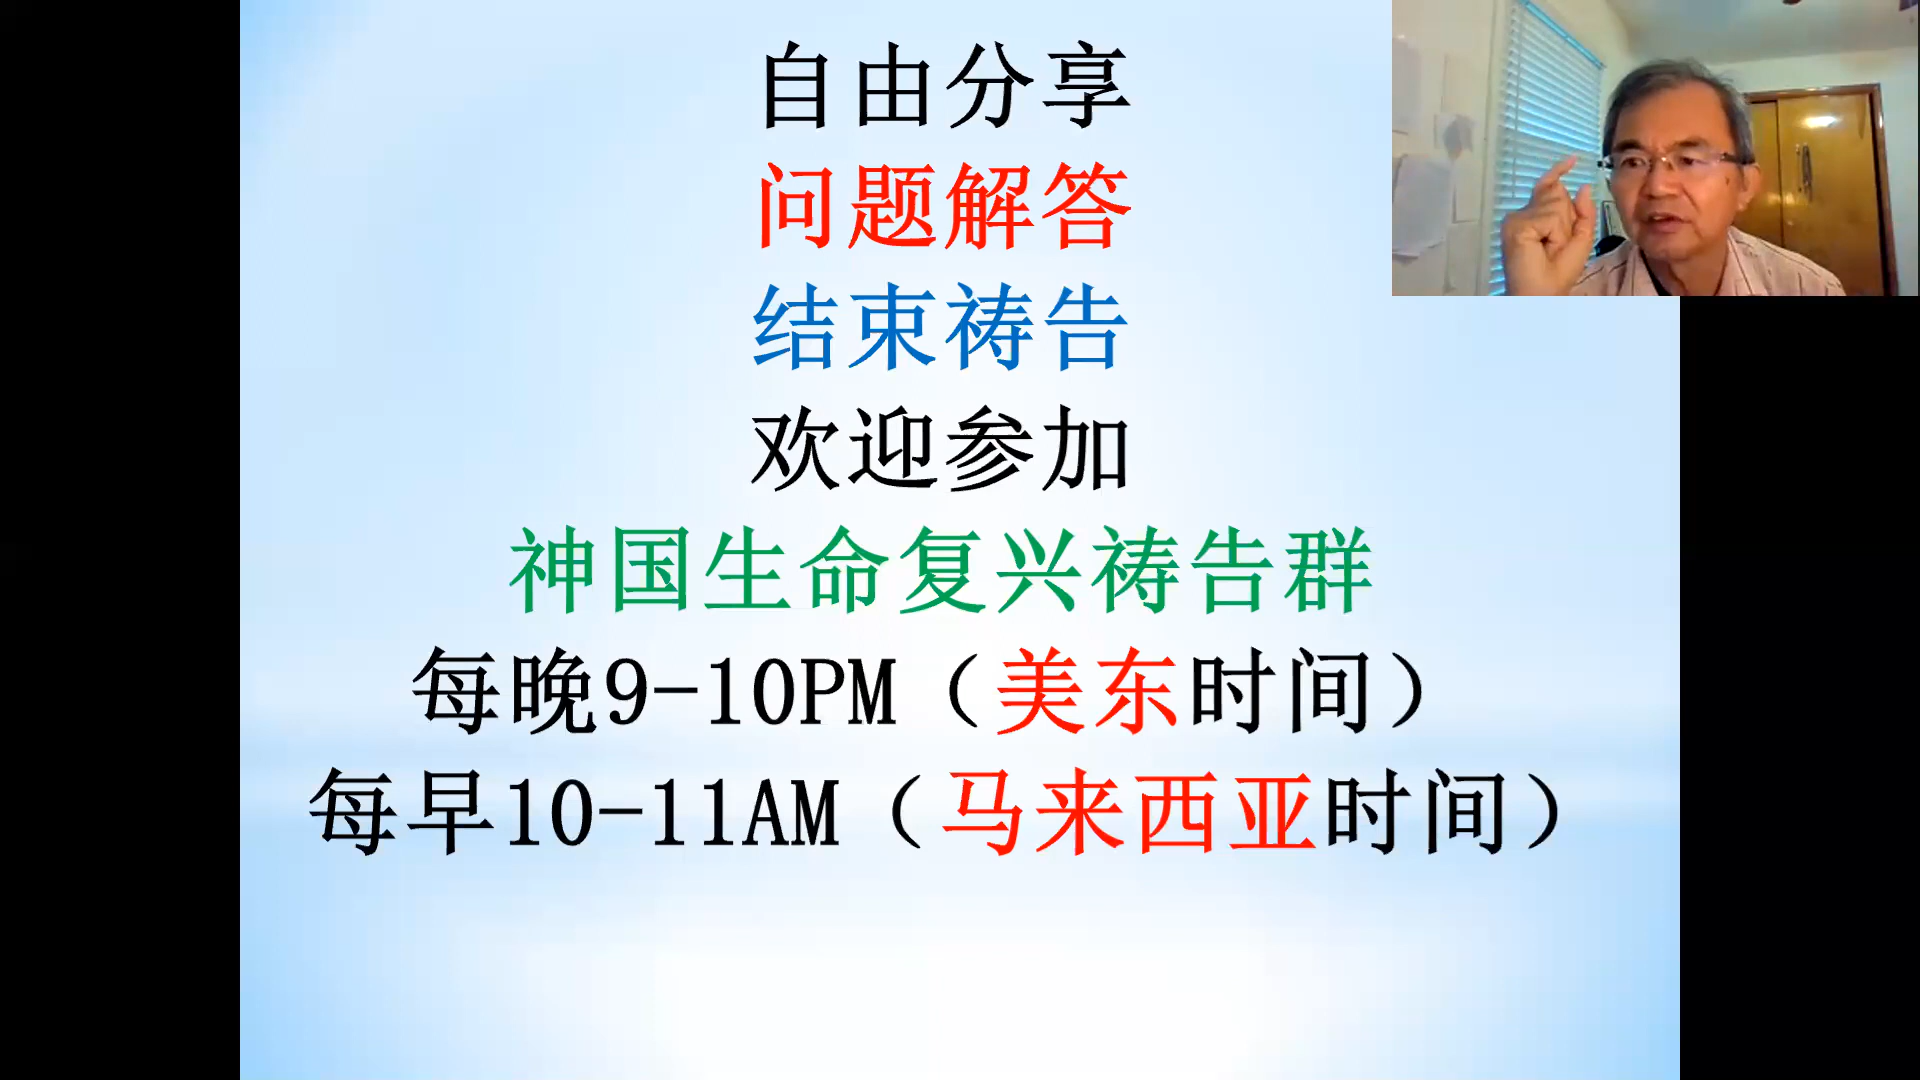 自由分享
问题解答
结束祷告
欢迎参加
神国生命复兴祷告群
每晚9-10PM（美东时间）
每早10-11AM（马来西亚时间）